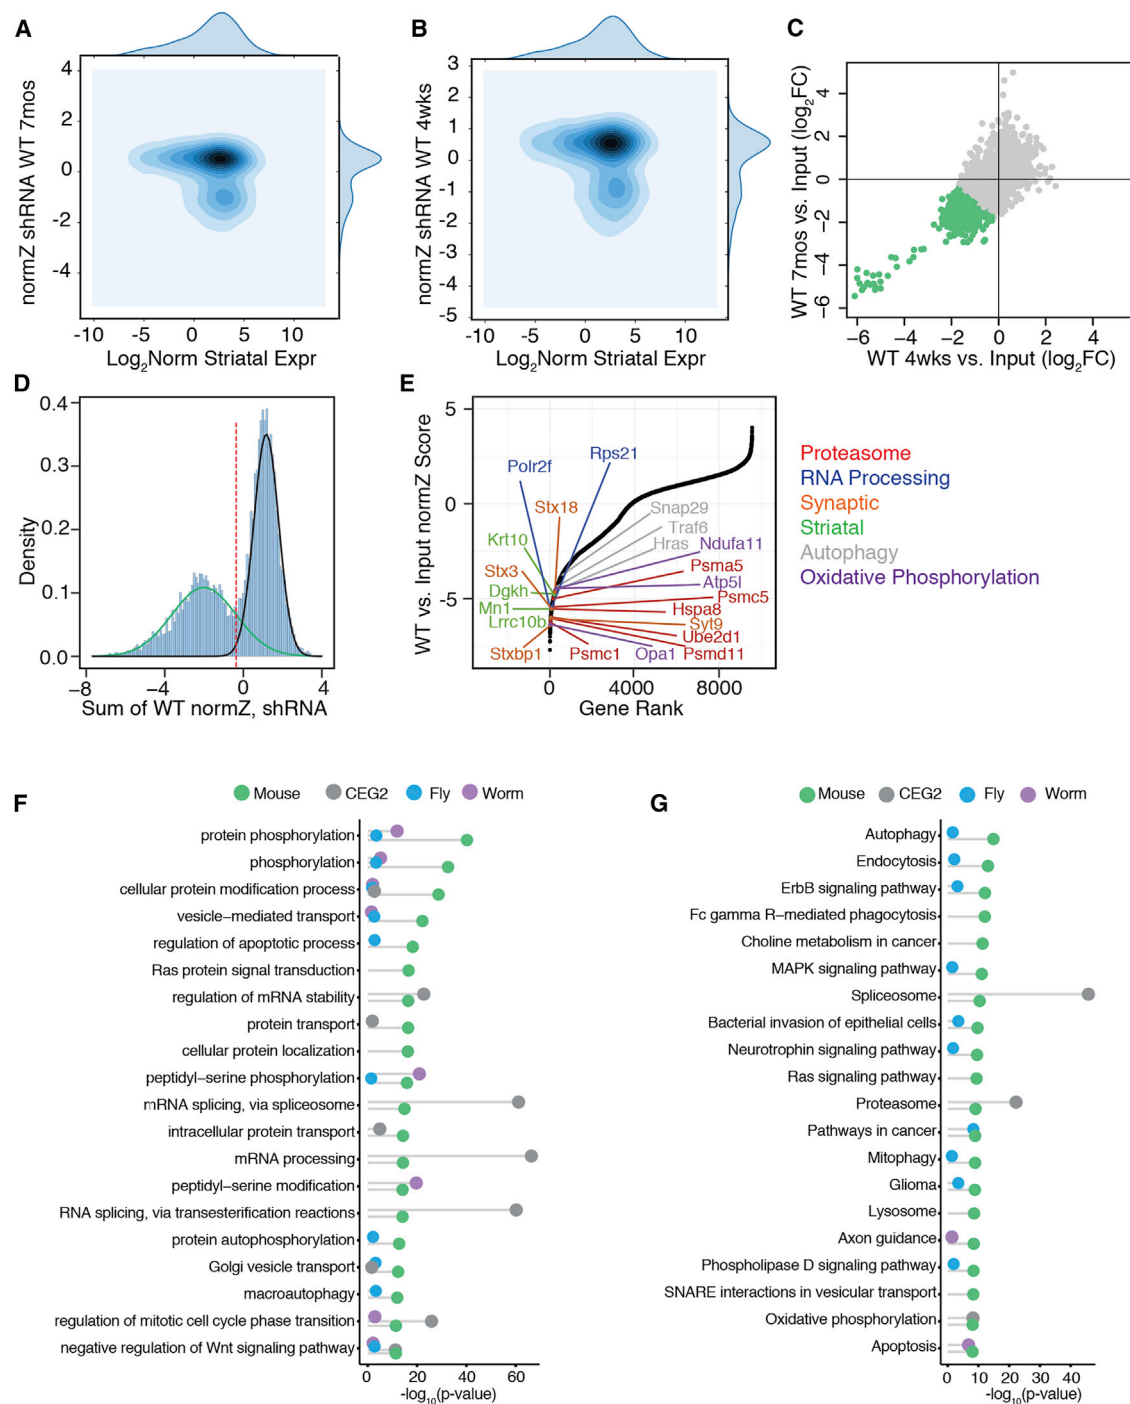 A
4
2
0
-2
-4
normZ shRNA WT 7mos
-10 -5 0 5 10
Log2Norm Striatal Expr
B
3
2
1
0
-1
-2
-3
-4
-5
normZ shRNA WT 4wks
-10 -5 0 5 10
Log2Norm Striatal Expr
C
4
2
0
−2
−4
−6
WT 7mos vs. Input (log2FC)
−6 −4 −2 0 2 4
WT 4wks vs. Input (log2FC)
D
0.4
0.3
0.2
0.1
0.0
Density
−8 −4 0 4
Sum of WT normZ, shRNA
E
5
0
−5
WT vs. Input normZ Score
Polr2f
Rps21
Stx18
Snap29
Traf6
Krt10
Hras
Ndufa11
Stx3
Psma5
Dgkh
Atp5l
Mn1
Psmc5
Hspa8
Lrrc10b
Syt9
Ube2d1
Stxbp1
Psmc1
Opa1
Psmd11
0 4000 8000
Gene Rank
Proteasome
RNA Processing
Synaptic
Striatal
Autophagy
Oxidative Phosphorylation
F
Mouse CEG2 Fly Worm
protein phosphorylation
phosphorylation
cellular protein modification process
vesicle−mediated transport
regulation of apoptotic process
Ras protein signal transduction
regulation of mRNA stability
protein transport
cellular protein localization
peptidyl−serine phosphorylation
mRNA splicing, via spliceosome
intracellular protein transport
mRNA processing
peptidyl−serine modification
RNA splicing, via transesterification reactions
protein autophosphorylation
Golgi vesicle transport
macroautophagy
regulation of mitotic cell cycle phase transition
negative regulation of Wnt signaling pathway
0 20 40 60
-log10(p-value)
G
Mouse CEG2 Fly Worm
Autophagy
Endocytosis
ErbB signaling pathway
Fc gamma R−mediated phagocytosis
Choline metabolism in cancer
MAPK signaling pathway
Spliceosome
Bacterial invasion of epithelial cells
Neurotrophin signaling pathway
Ras signaling pathway
Proteasome
Pathways in cancer
Mitophagy
Glioma
Lysosome
Axon guidance
Phospholipase D signaling pathway
SNARE interactions in vesicular transport
Oxidative phosphorylation
Apoptosis
0 10 20 30 40
-log10(p-value)